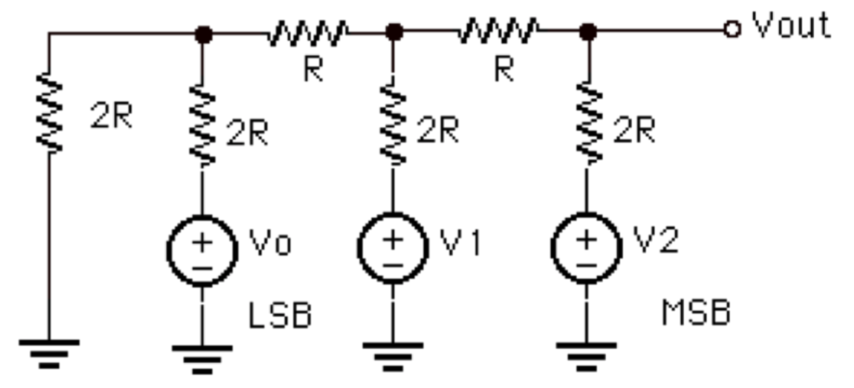 Vout
R R
2R 2R 2R 2R
+ Vo + V1 + V2
− − −
LSB MSB